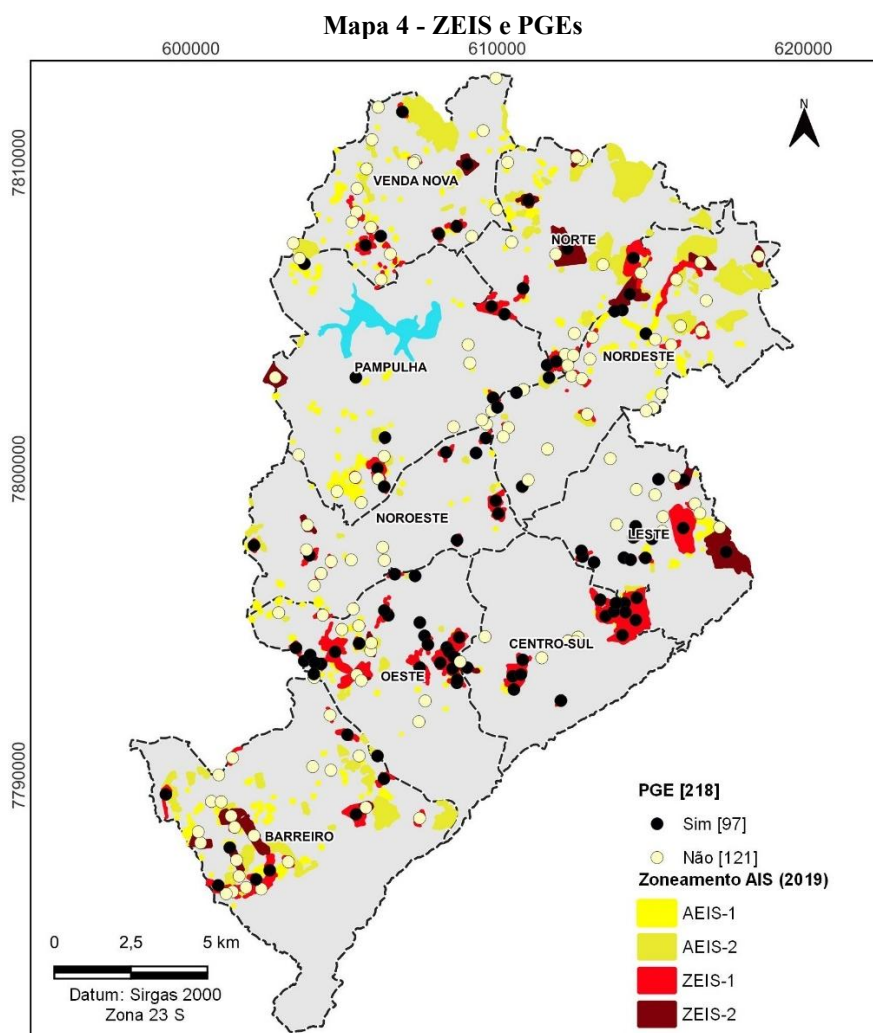 Mapa 4 - ZEIS e PGEs
600000 610000 620000
N
7810000
VENDA NOVA
NORTE
PAMPULHA
NORDESTE
7800000
NOROESTE
LESTE
CENTRO-SUL
OESTE
7790000
BARREIRO
PGE [218]
Sim [97]
Não [121]
Zoneamento AIS (2019)
AEIS-1
AEIS-2
ZEIS-1
ZEIS-2
0 2,5 5 km
Datum: Sirgas 2000
Zona 23 S